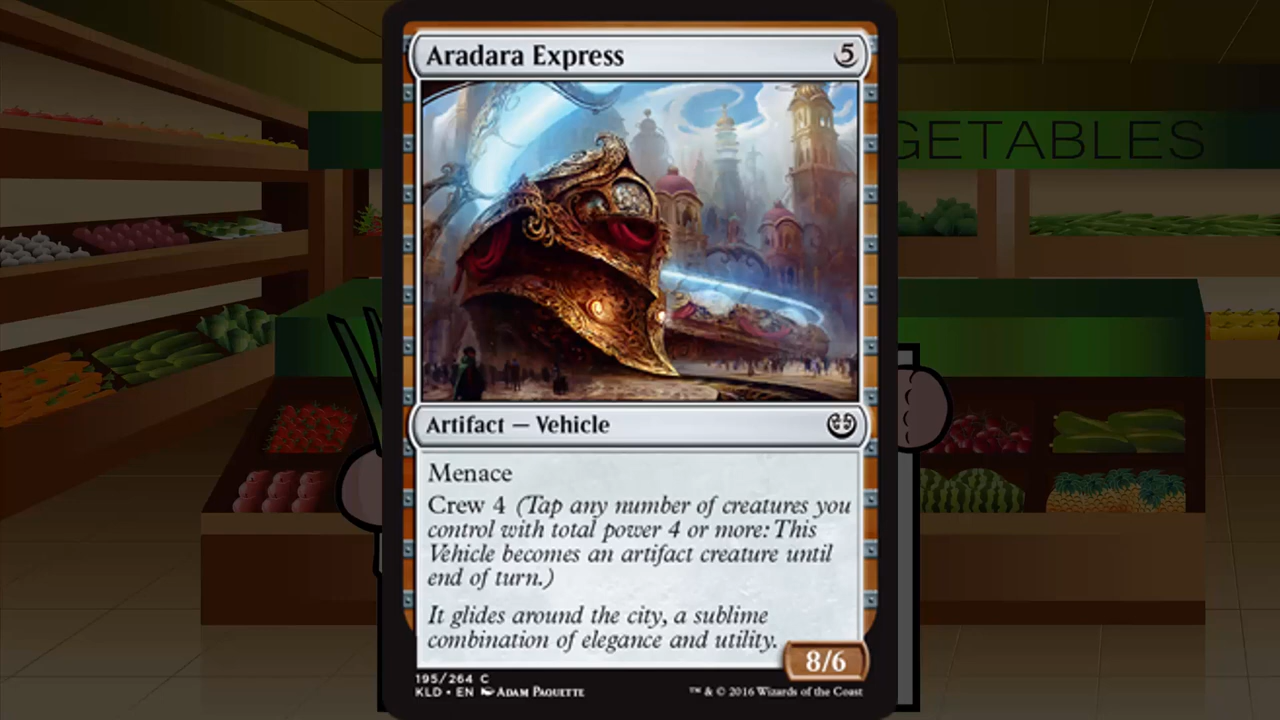 Aradara Express 5
GETABLES
Artifact — Vehicle
Menace
Crew 4 (Tap any number of creatures you
control with total power 4 or more: This
Vehicle becomes an artifact creature until
end of turn.)
It glides around the city, a sublime
combination of elegance and utility.
8/6
195/264 C
KLD • EN ADAM PAQUETTE
™ & © 2016 Wizards of the Coast